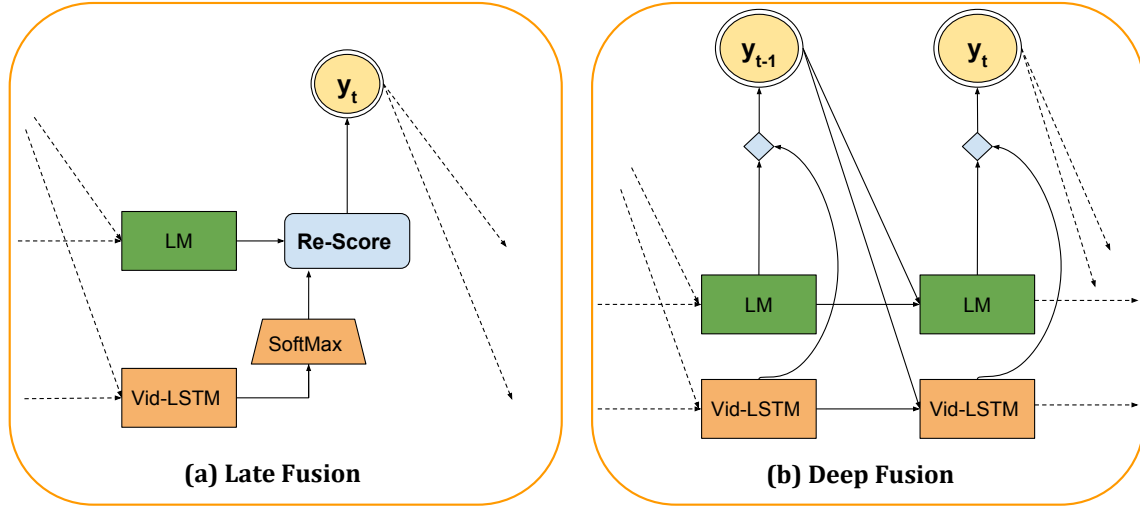 y_t
LM
Re-Score
SoftMax
Vid-LSTM
(a) Late Fusion
y_{t-1}
y_t
LM
LM
Vid-LSTM
Vid-LSTM
(b) Deep Fusion